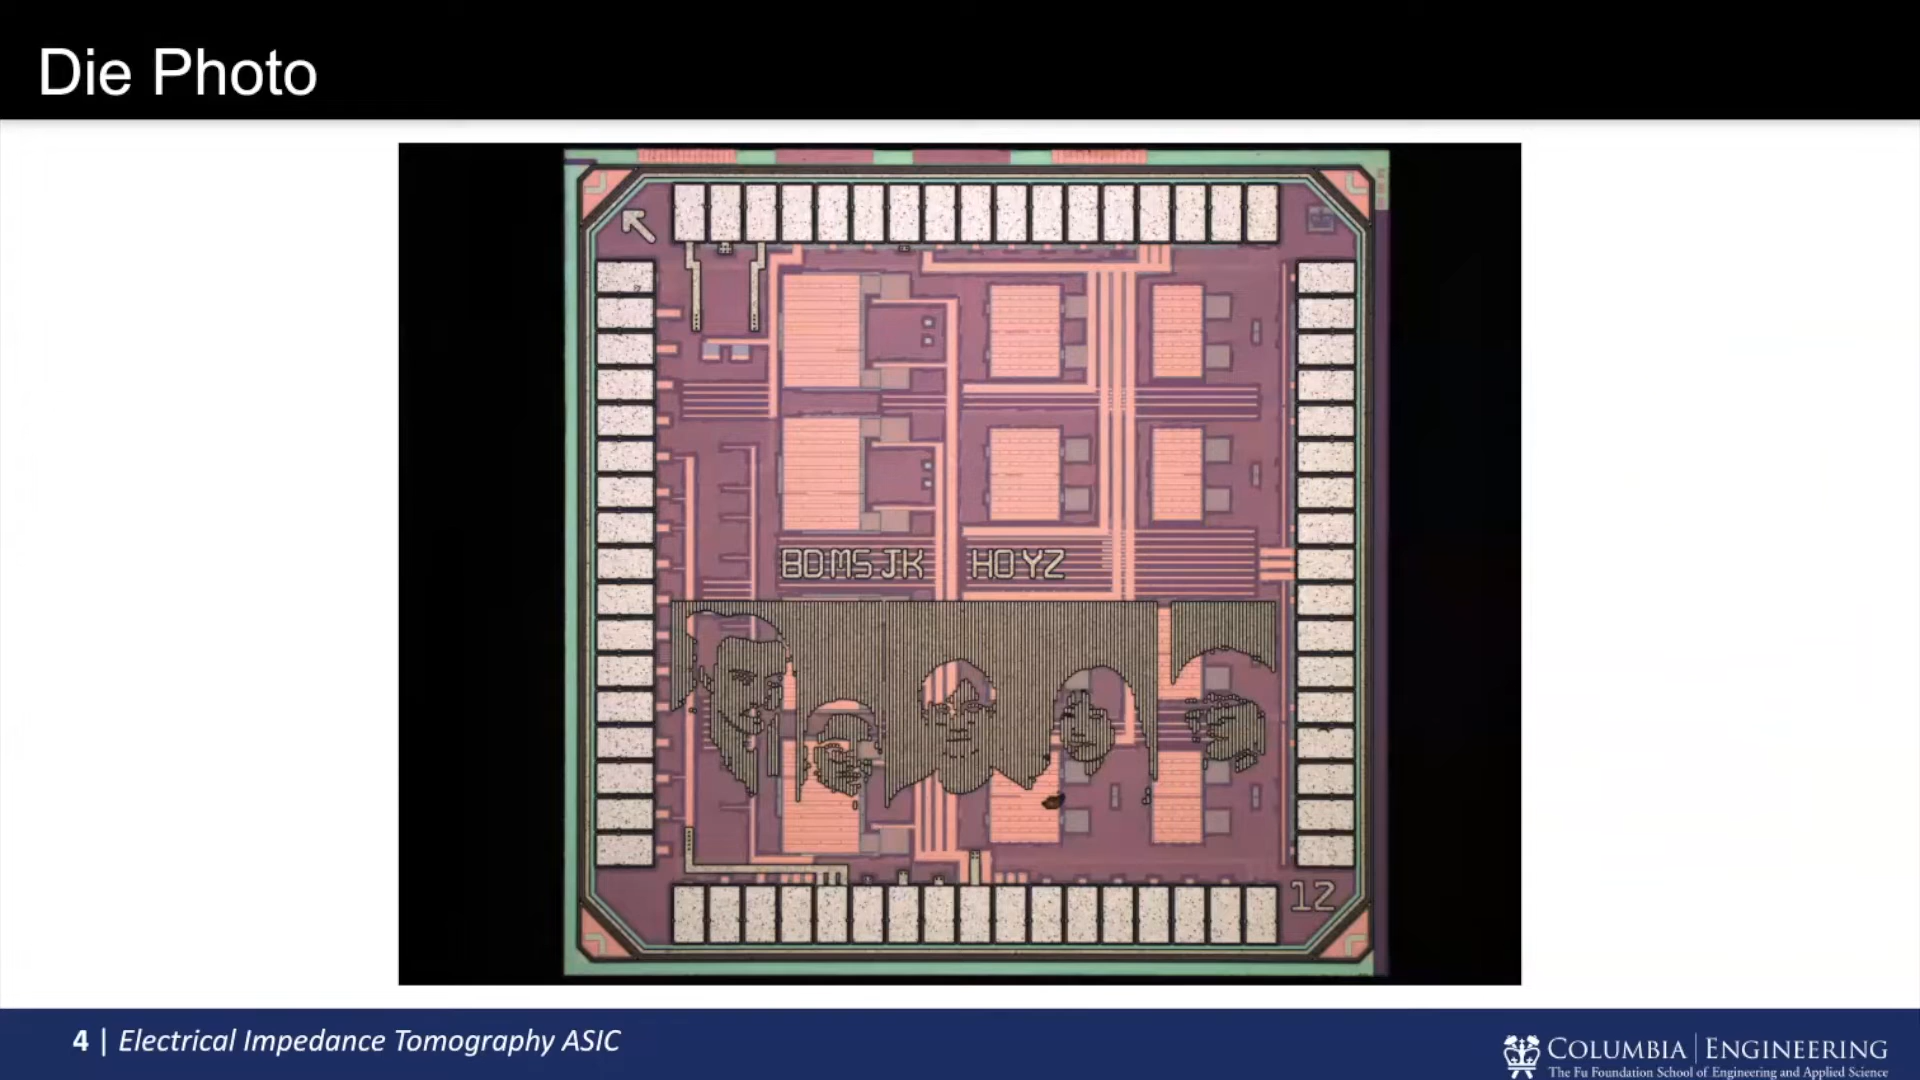 Die Photo
BDMSJK HOYZ
12
4 | Electrical Impedance Tomography ASIC
COLUMBIA | ENGINEERING
The Fu Foundation School of Engineering and Applied Science